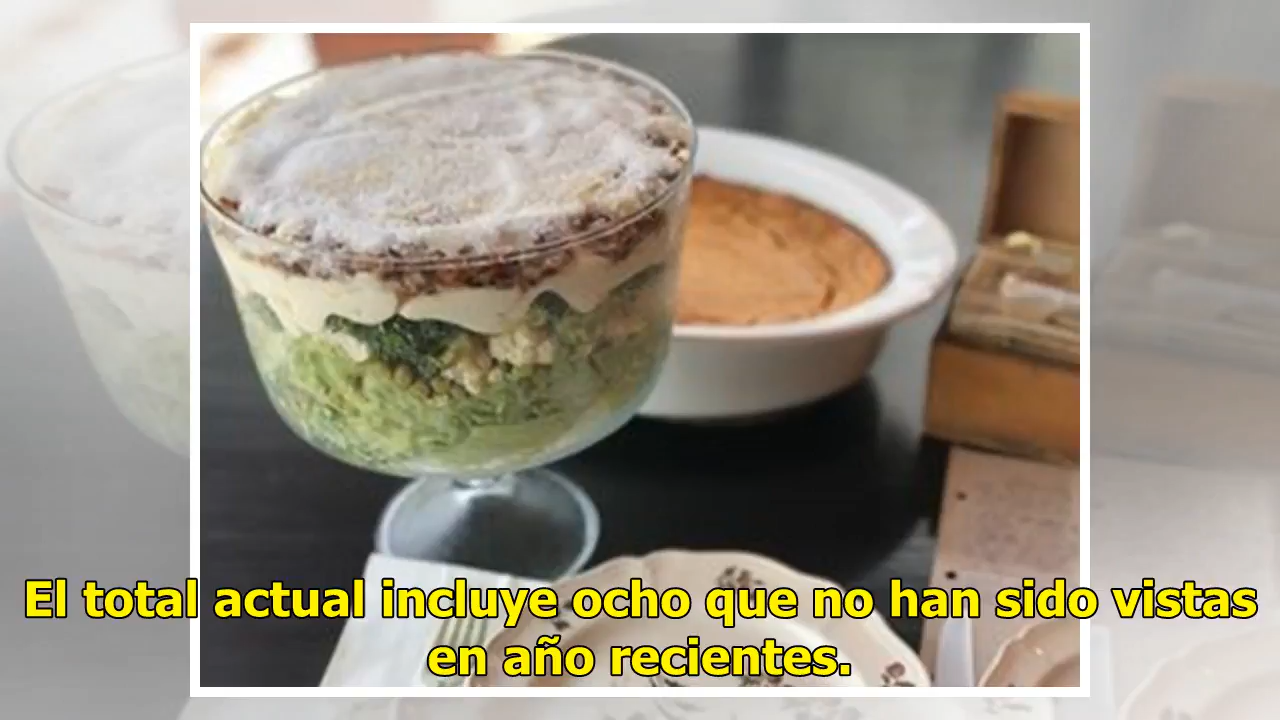 El total actual incluye ocho que no han sido vistas
en año recientes.